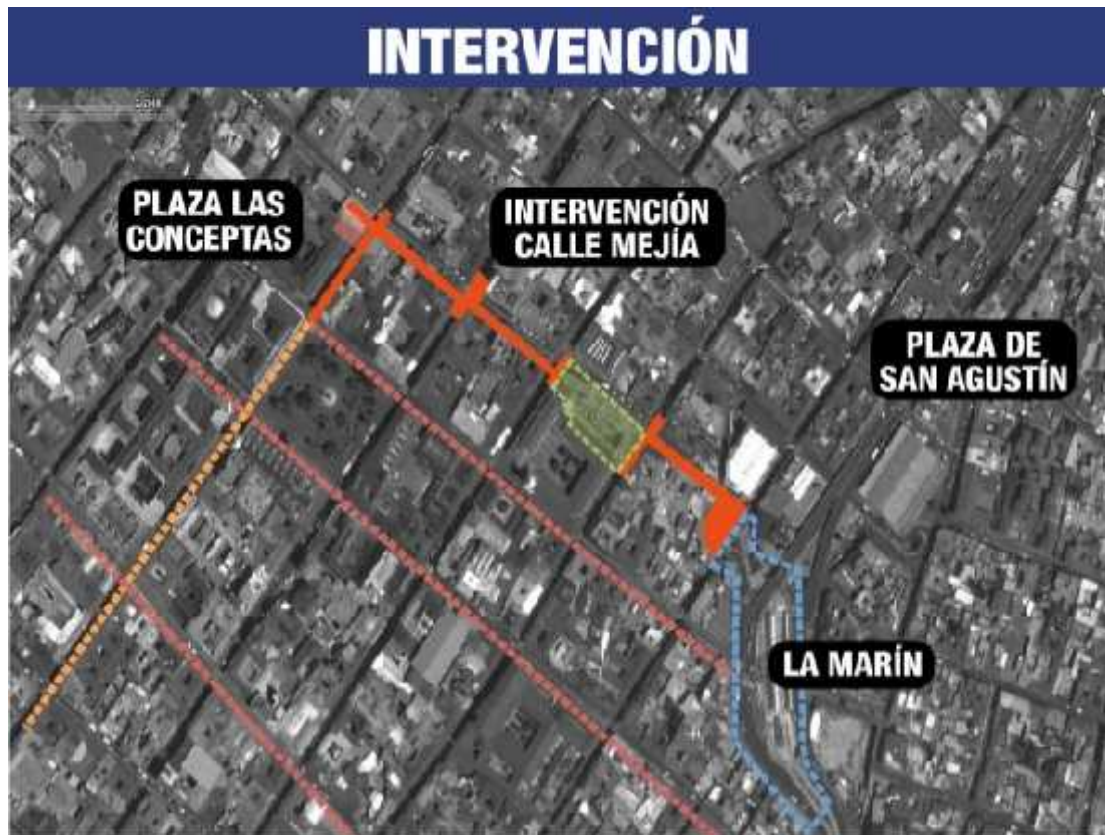 INTERVENCIÓN
PLAZA LAS
CONCEPTAS
INTERVENCIÓN
CALLE MEJÍA
PLAZA DE
SAN AGUSTÍN
LA MARÍN